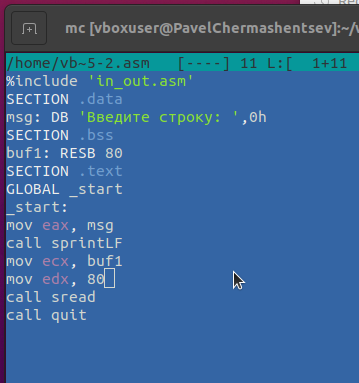 mc [vboxuser@PavelChermashentsev]:~/
/home/vb~5-2.asm [----] 11 L:[ 1+11
%include 'in_out.asm'
SECTION .data
msg: DB 'Введите строку: ',0h
SECTION .bss
buf1: RESB 80
SECTION .text
GLOBAL _start
_start:
mov eax, msg
call sprintLF
mov ecx, buf1
mov edx, 80
call sread
call quit